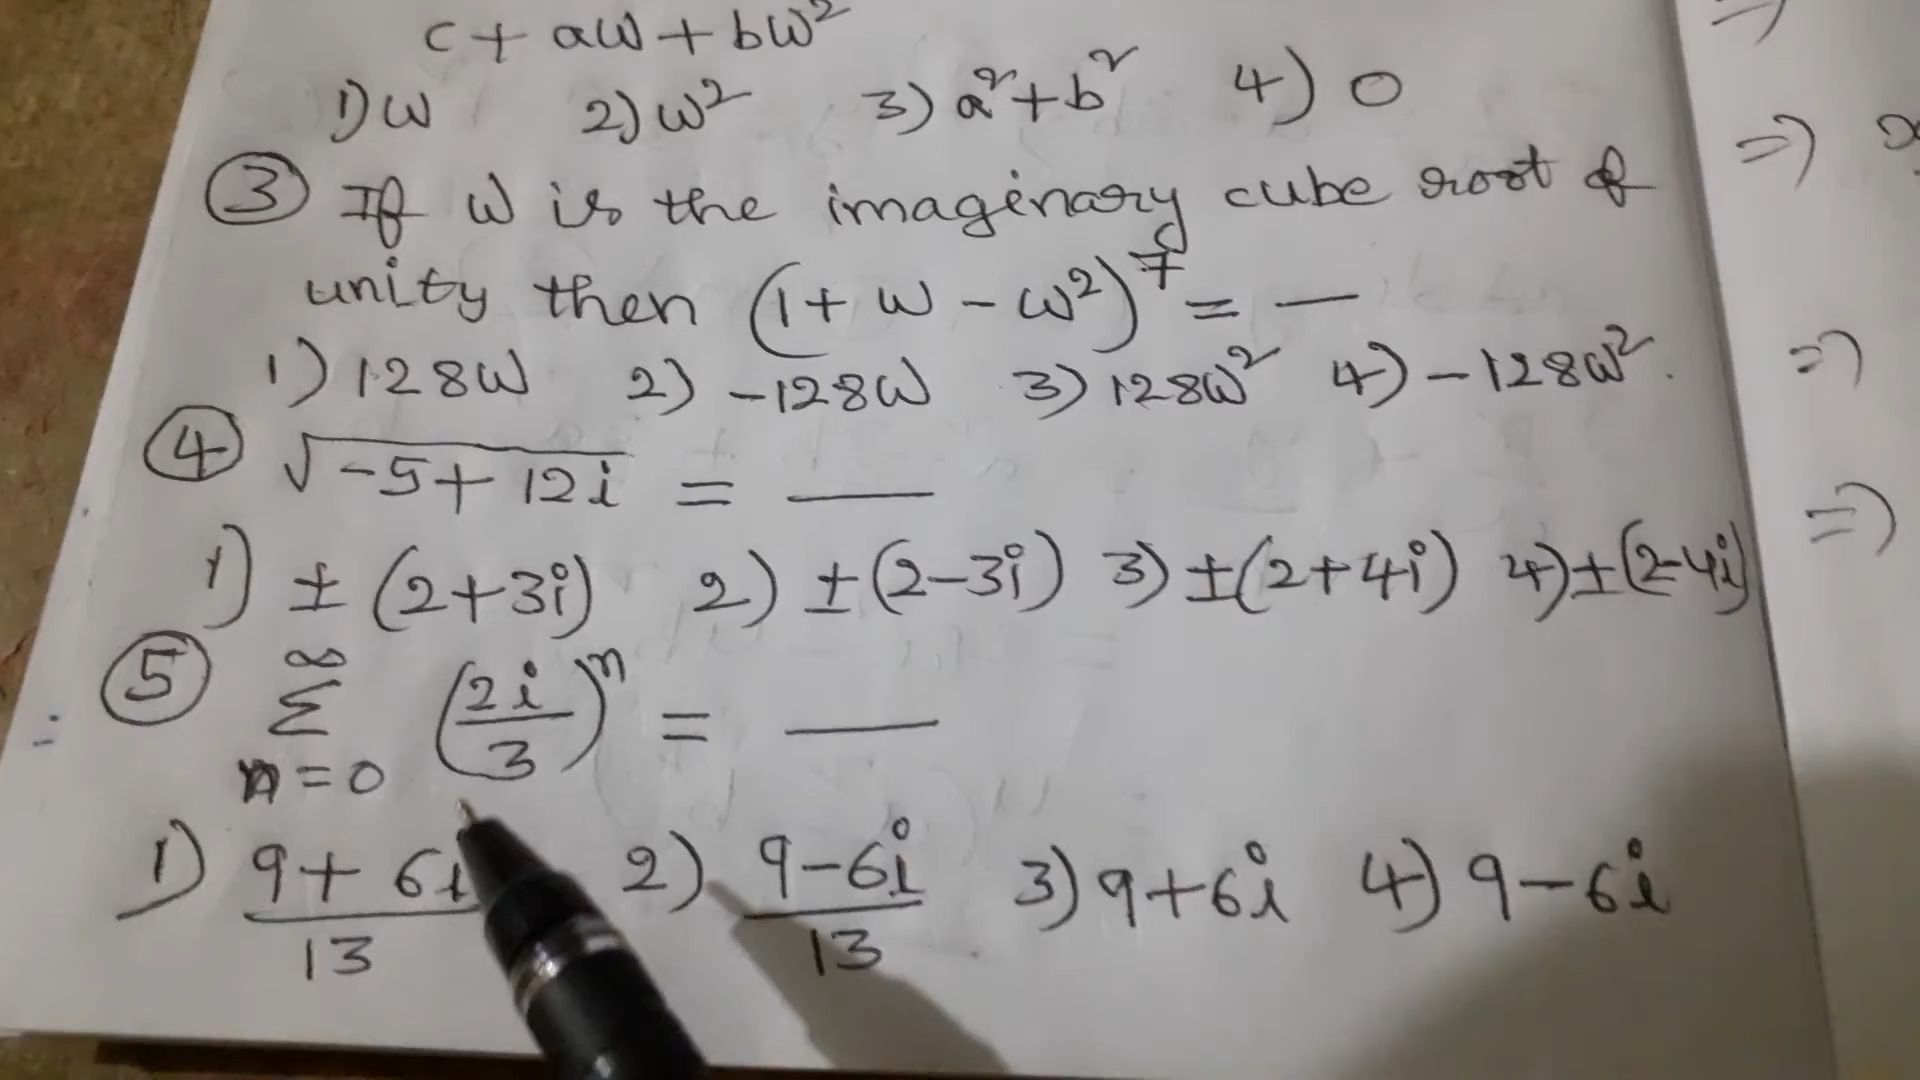 c + aω + bω²
1) ω 2) ω² 3) a² + b² 4) 0
③ If ω is the imaginary cube root of
unity then (1 + ω - ω²)⁷ = —
1) 128ω 2) -128ω 3) 128ω² 4) -128ω².
④ √(-5 + 12i) = —
1) ± (2+3i) 2) ± (2-3i) 3) ± (2+4i) 4) ± (2-4i)
⑤ ∞ Σ n=0 (2i/3)ⁿ = —
1) 9 + 6i / 13 2) 9 - 6i / 13 3) 9 + 6i 4) 9 - 6i
⇒
⇒
⇒
⇒